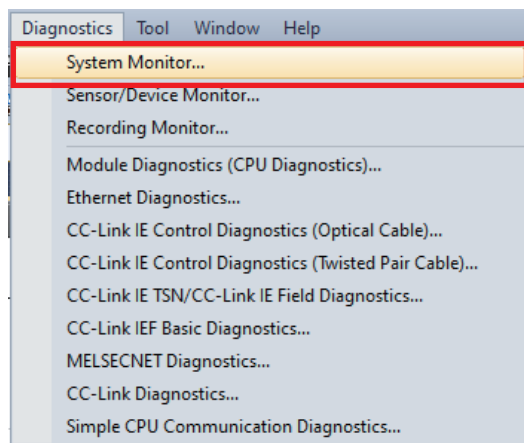 Diagnostics Tool Window Help
System Monitor...
Sensor/Device Monitor...
Recording Monitor...
Module Diagnostics (CPU Diagnostics)...
Ethernet Diagnostics...
CC-Link IE Control Diagnostics (Optical Cable)...
CC-Link IE Control Diagnostics (Twisted Pair Cable)...
CC-Link IE TSN/CC-Link IE Field Diagnostics...
CC-Link IEF Basic Diagnostics...
MELSECNET Diagnostics...
CC-Link Diagnostics...
Simple CPU Communication Diagnostics...